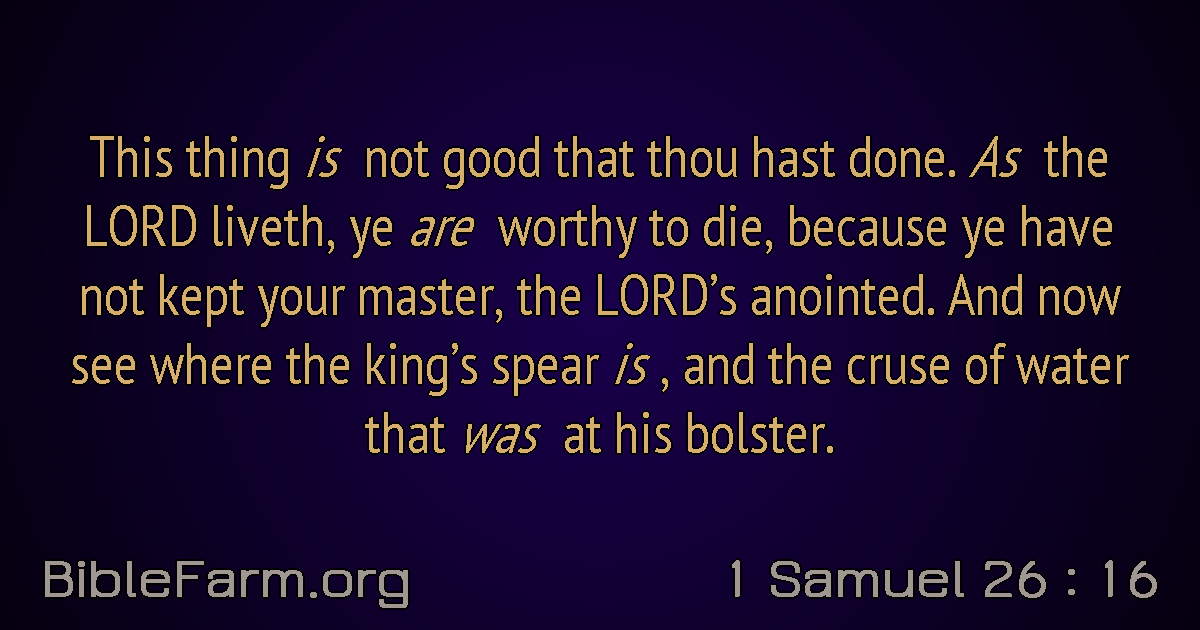 This thing is not good that thou hast done. As the
LORD liveth, ye are worthy to die, because ye have
not kept your master, the LORD’s anointed. And now
see where the king’s spear is , and the cruse of water
that was at his bolster.
BibleFarm.org
1 Samuel 26 : 16